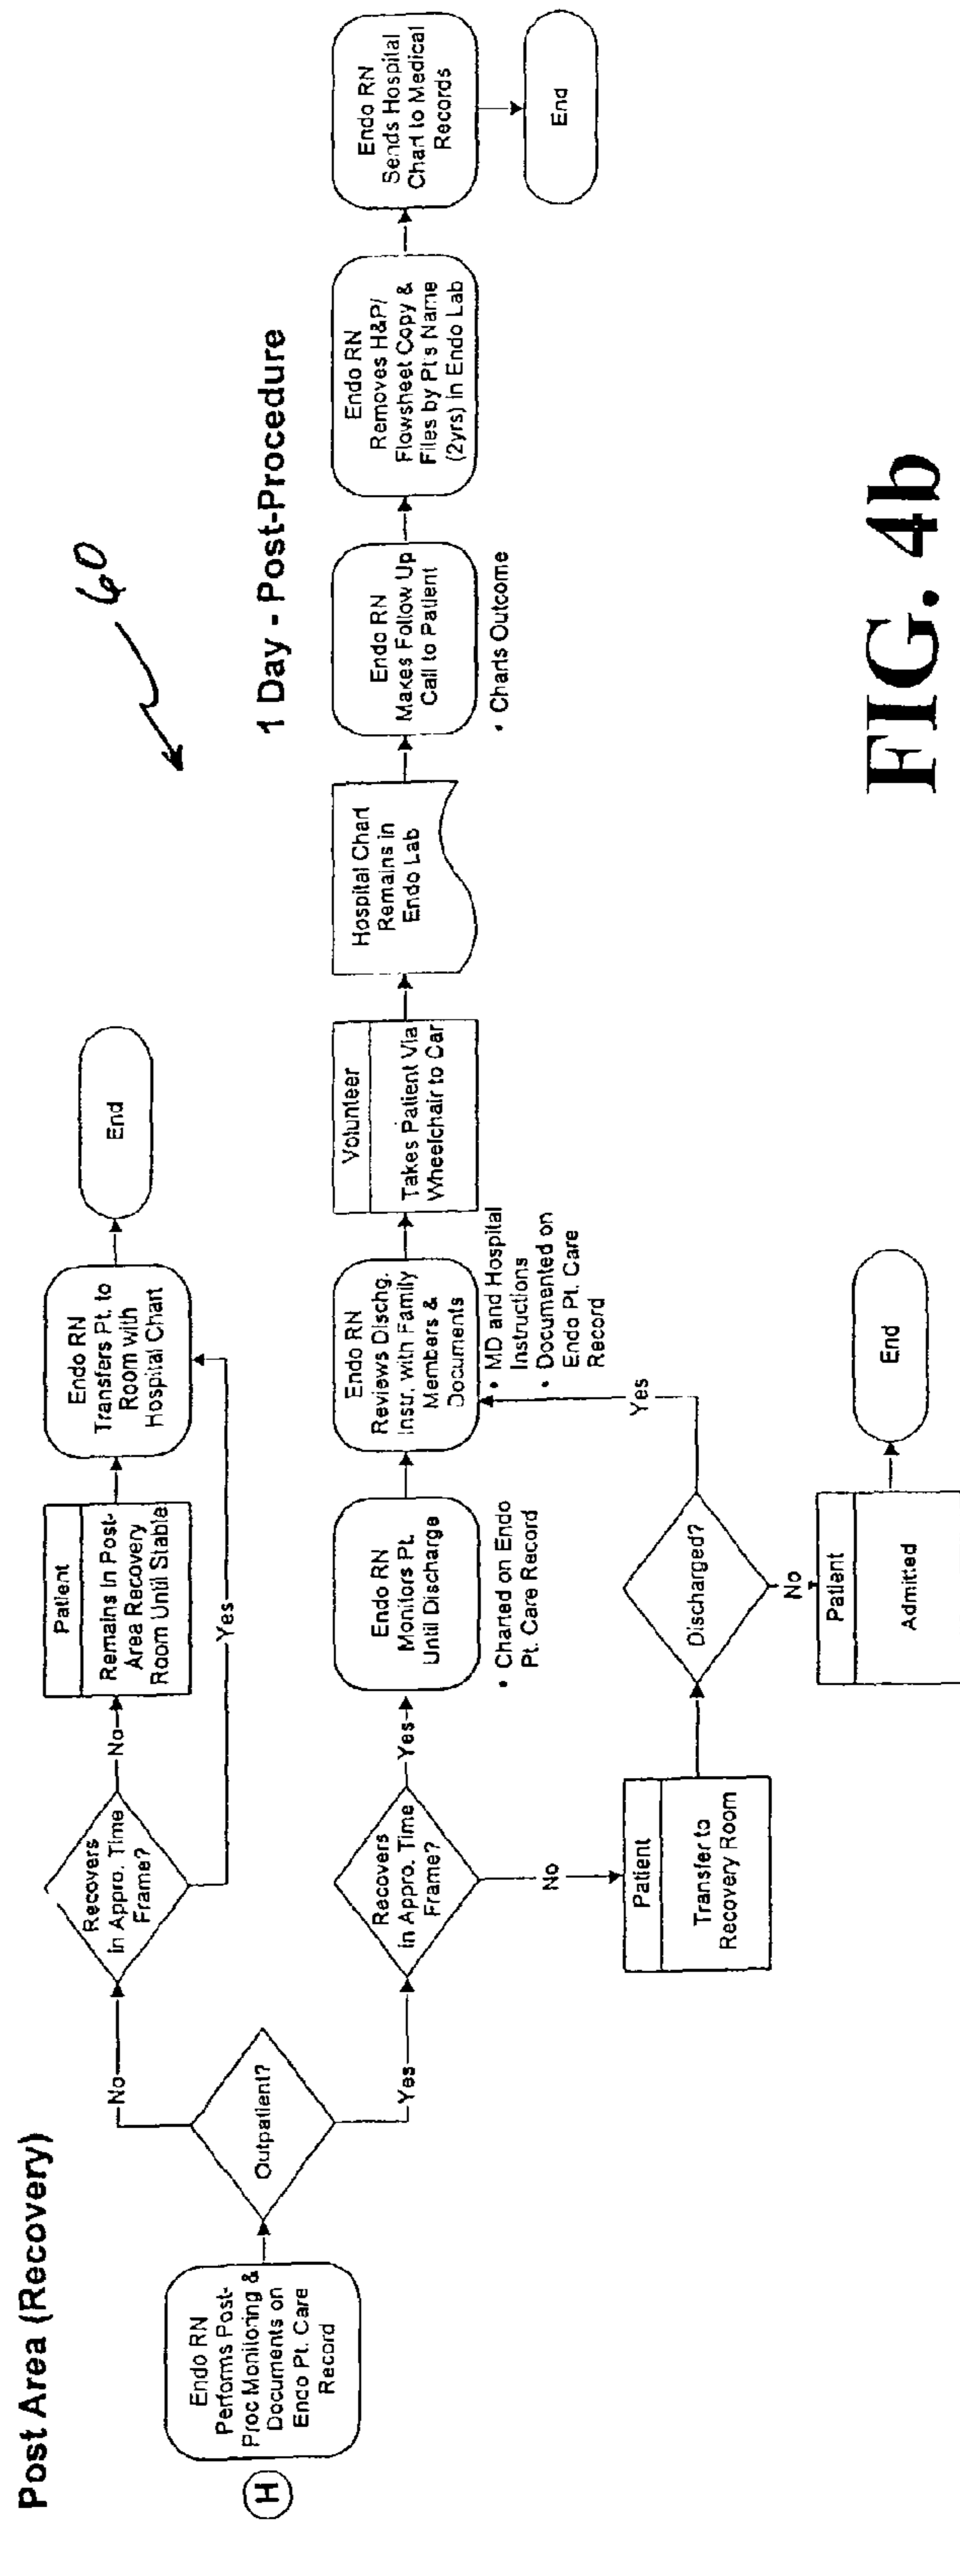 Post Area (Recovery)
60
H
Endo RN
Performs Post-
Proc Monitoring &
Documents on
Endo Pt. Care
Record
Outpatient?
No
Recovers
in Appro. Time
Frame?
No
Patient
Remains In Post-
Area Recovery
Room Until Stable
Yes
Endo RN
Transfers Pt. to
Room with
Hospital Chart
End
Yes
Recovers
in Appro. Time
Frame?
Yes
Endo RN
Monitors Pt.
Until Discharge
• Charted on Endo
Pt. Care Record
Endo RN
Reviews Dischg.
Instr. with Family
Members &
Documents
• MD and Hospital
Instructions
• Documented on
Endo Pt. Care
Record
Volunteer
Takes Patient Via
Wheelchair to Car
Hospital Chart
Remains in
Endo Lab
1 Day - Post-Procedure
Endo RN
Makes Follow Up
Call to Patient
• Charts Outcome
Endo RN
Removes H&P/
Flowsheet Copy &
Files by Pt's Name
(2yrs) in Endo Lab
Endo RN
Sends Hospital
Chart to Medical
Records
End
No
Patient
Transfer to
Recovery Room
Discharged?
Yes
No
Patient
Admitted
End
FIG. 4b